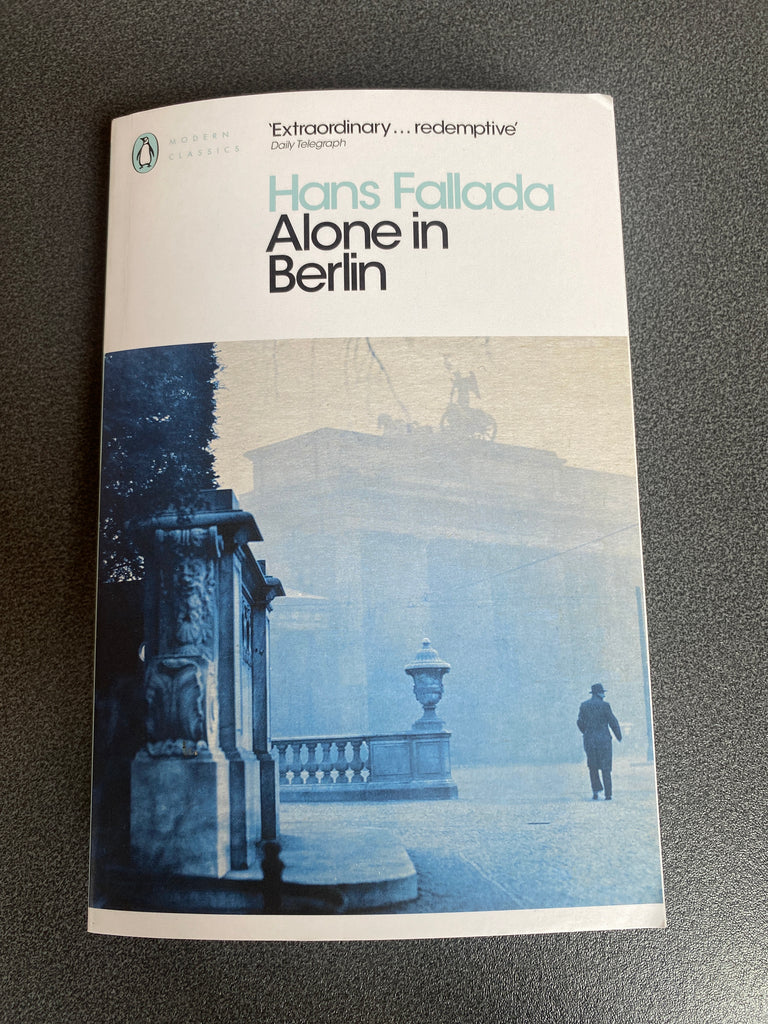 MODERN
CLASSICS
'Extraordinary... redemptive'
Daily Telegraph
Hans Fallada
Alone in
Berlin